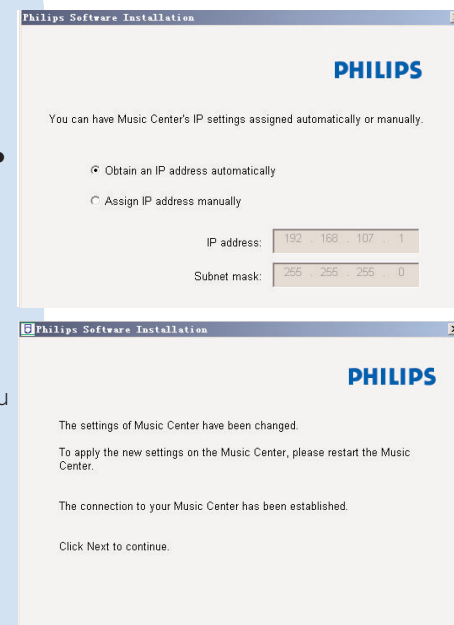 Philips Software Installation
PHILIPS
You can have Music Center's IP settings assigned automatically or manually.
Obtain an IP address automatically
Assign IP address manually
IP address: 192 . 168 . 107 . 1
Subnet mask: 255 . 255 . 255 . 0
Philips Software Installation
PHILIPS
u
The settings of Music Center have been changed.
To apply the new settings on the Music Center, please restart the Music
Center.
The connection to your Music Center has been established.
Click Next to continue.